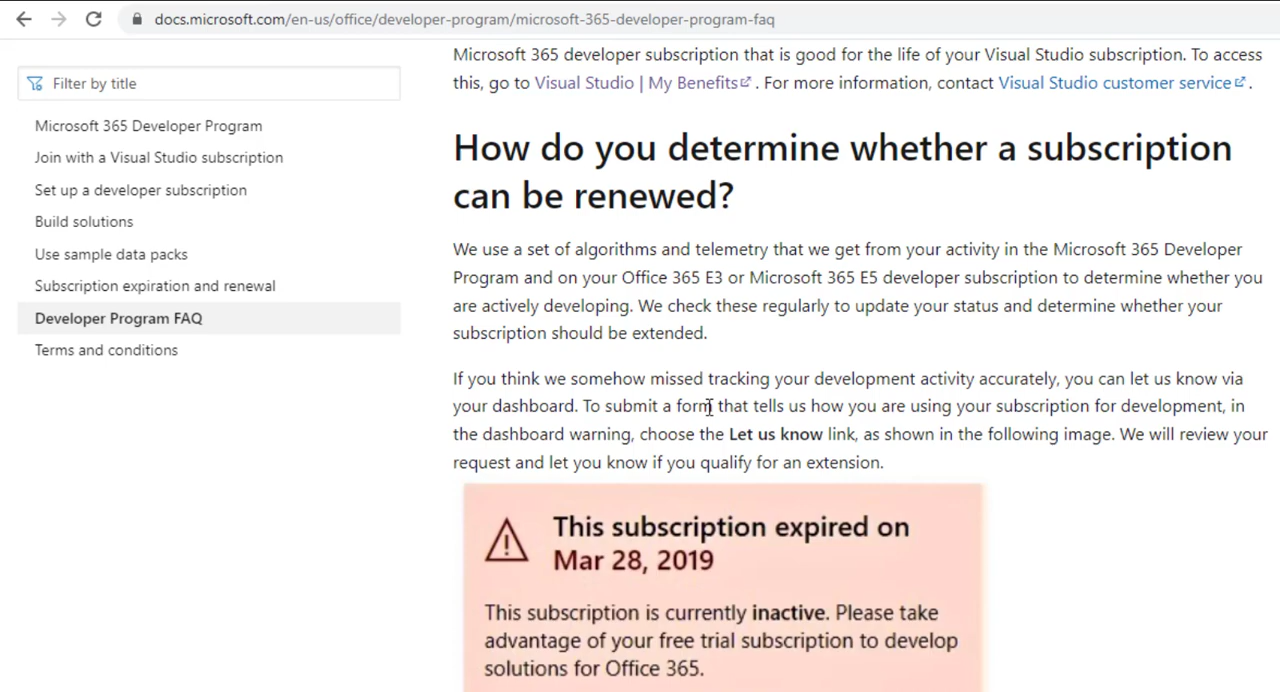 docs.microsoft.com/en-us/office/developer-program/microsoft-365-developer-program-faq
Filter by title
Microsoft 365 Developer Program
Join with a Visual Studio subscription
Set up a developer subscription
Build solutions
Use sample data packs
Subscription expiration and renewal
Developer Program FAQ
Terms and conditions
Microsoft 365 developer subscription that is good for the life of your Visual Studio subscription. To access
this, go to Visual Studio | My Benefits. For more information, contact Visual Studio customer service.
How do you determine whether a subscription
can be renewed?
We use a set of algorithms and telemetry that we get from your activity in the Microsoft 365 Developer
Program and on your Office 365 E3 or Microsoft 365 E5 developer subscription to determine whether you
are actively developing. We check these regularly to update your status and determine whether your
subscription should be extended.
If you think we somehow missed tracking your development activity accurately, you can let us know via
your dashboard. To submit a form that tells us how you are using your subscription for development, in
the dashboard warning, choose the Let us know link, as shown in the following image. We will review your
request and let you know if you qualify for an extension.
This subscription expired on
Mar 28, 2019
This subscription is currently inactive. Please take
advantage of your free trial subscription to develop
solutions for Office 365.